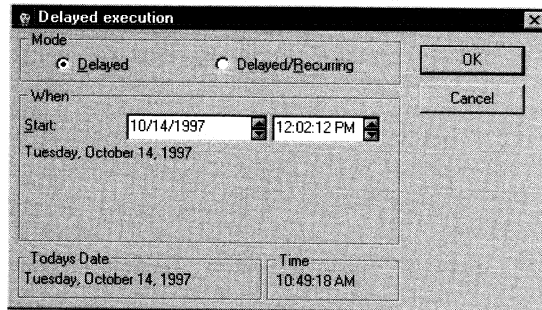 Delayed execution
Mode
Delayed
Delayed/Recurring
OK
Cancel
When
Start:
10/14/1997
12:02:12 PM
Tuesday, October 14, 1997
Todays Date
Tuesday, October 14, 1997
Time
10:49:18 AM